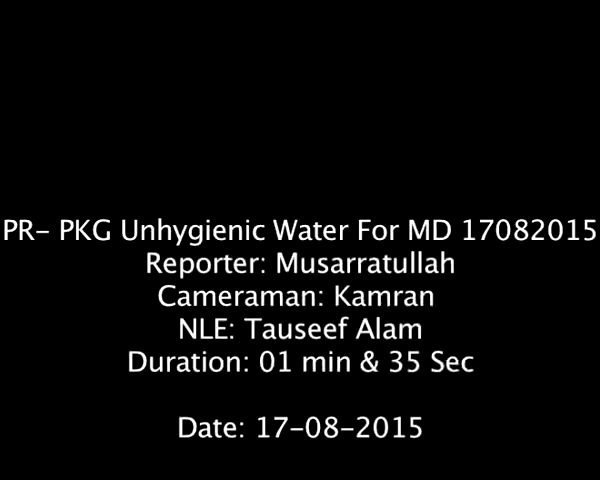 PR- PKG Unhygienic Water For MD 17082015
Reporter: Musarratullah
Cameraman: Kamran
NLE: Tauseef Alam
Duration: 01 min & 35 Sec
Date: 17-08-2015